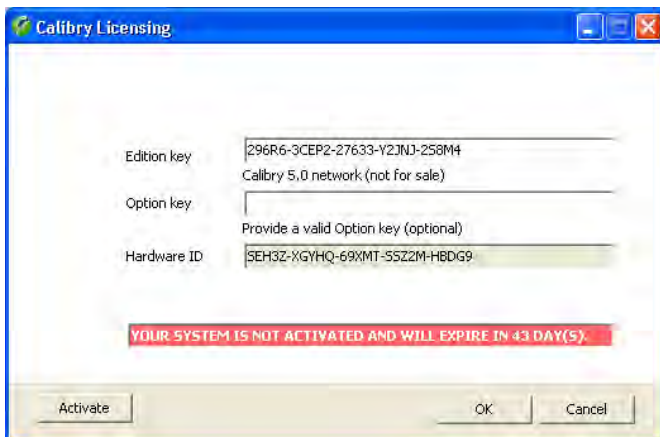 Calibry Licensing
Edition key 296R6-3CEP2-27633-Y2JNJ-258M4
Calibry 5.0 network (not for sale)
Option key
Provide a valid Option key (optional)
Hardware ID SEH3Z-XGYHQ-69XMT-SSZ2M-HBDG9
YOUR SYSTEM IS NOT ACTIVATED AND WILL EXPIRE IN 43 DAY(S).
Activate OK Cancel